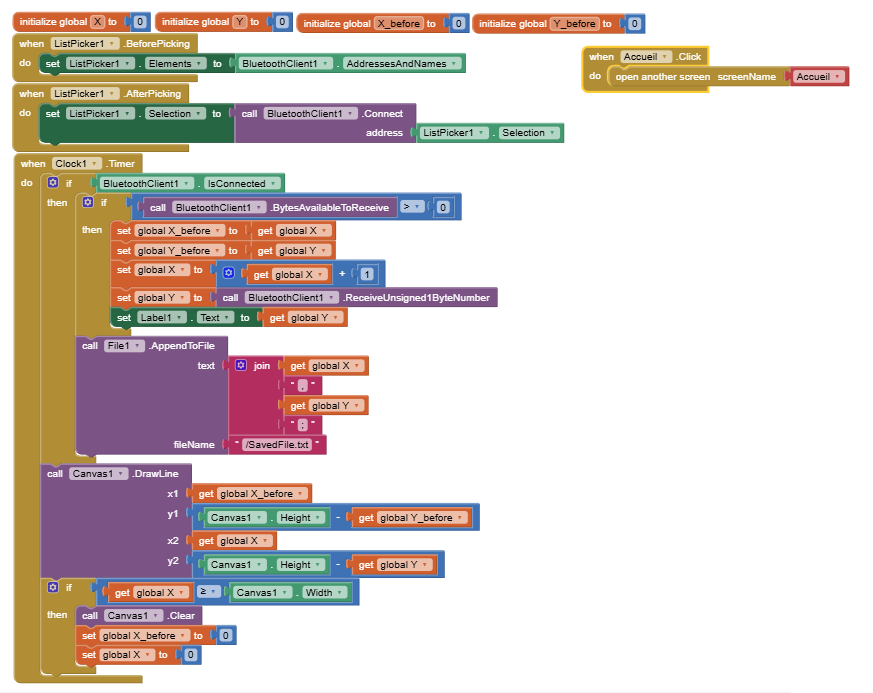 initialize global X to 0 initialize global Y to 0 initialize global X_before to 0 initialize global Y_before to 0
when ListPicker1 .BeforePicking
do set ListPicker1 . Elements to BluetoothClient1 . AddressesAndNames
when Accueil .Click
do open another screen screenName Accueil
when ListPicker1 .AfterPicking
do set ListPicker1 . Selection to call BluetoothClient1 .Connect
address ListPicker1 . Selection
when Clock1 .Timer
do if BluetoothClient1 . IsConnected
then if call BluetoothClient1 .BytesAvailableToReceive > 0
then set global X_before to get global X
set global Y_before to get global Y
set global X to get global X + 1
set global Y to call BluetoothClient1 .ReceiveUnsigned1ByteNumber
set Label1 . Text to get global Y
call File1 .AppendToFile
text join get global X
" , "
get global Y
" ; "
fileName " /SavedFile.txt "
call Canvas1 .DrawLine
x1 get global X_before
y1 Canvas1 . Height - get global Y_before
x2 get global X
y2 Canvas1 . Height - get global Y
if get global X ≥ Canvas1 . Width
then call Canvas1 .Clear
set global X_before to 0
set global X to 0